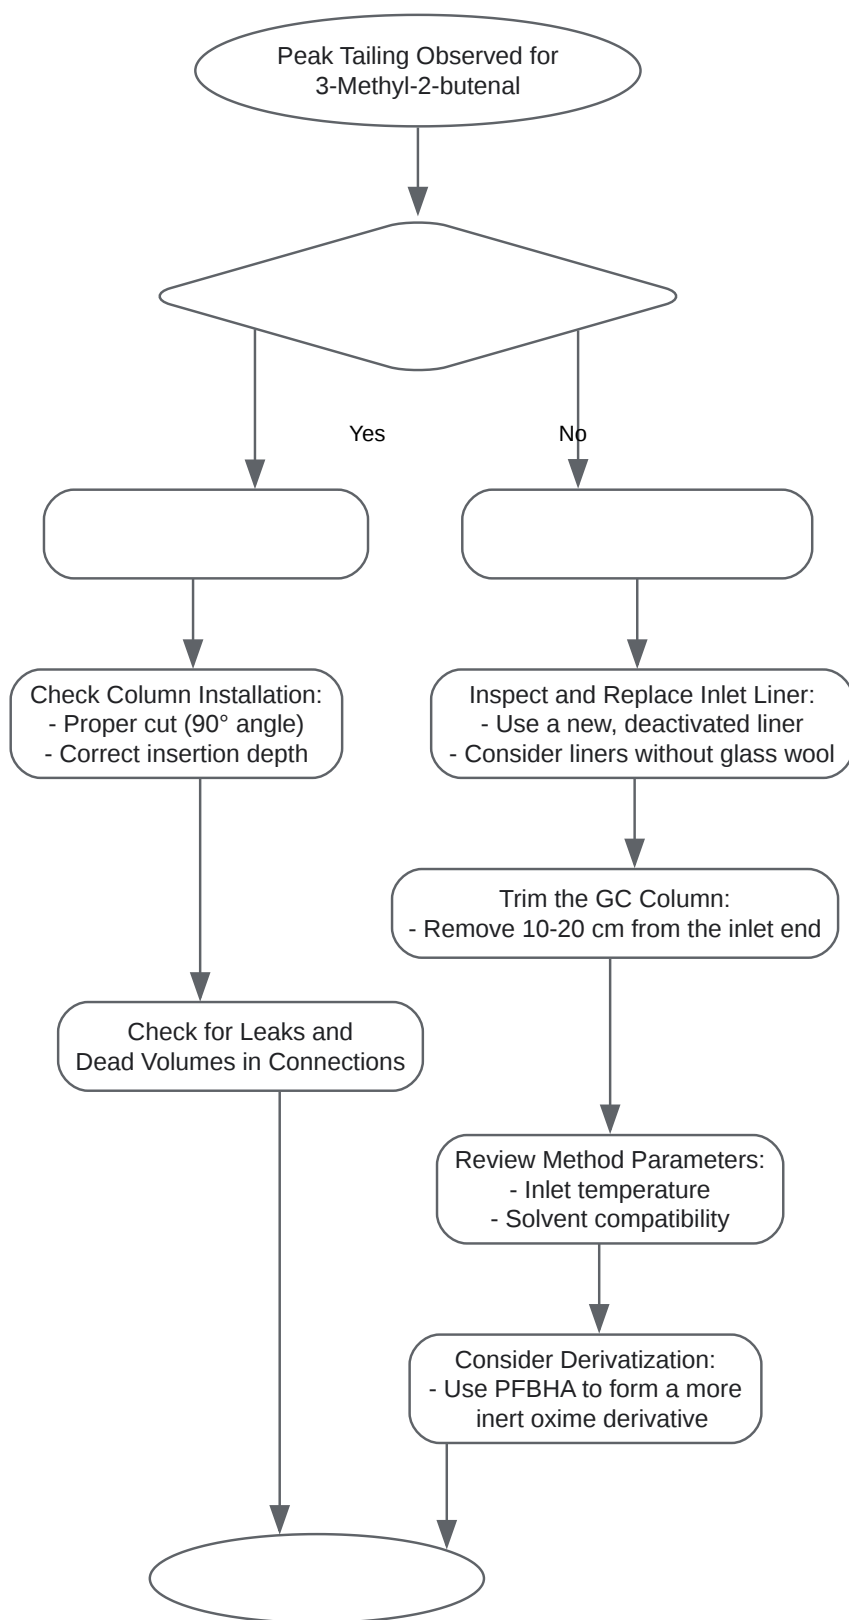 Peak Tailing Observed for
3-Methyl-2-butenal
Yes
No
Check Column Installation:
- Proper cut (90° angle)
- Correct insertion depth
Inspect and Replace Inlet Liner:
- Use a new, deactivated liner
- Consider liners without glass wool
Trim the GC Column:
- Remove 10-20 cm from the inlet end
Check for Leaks and
Dead Volumes in Connections
Review Method Parameters:
- Inlet temperature
- Solvent compatibility
Consider Derivatization:
- Use PFBHA to form a more
inert oxime derivative